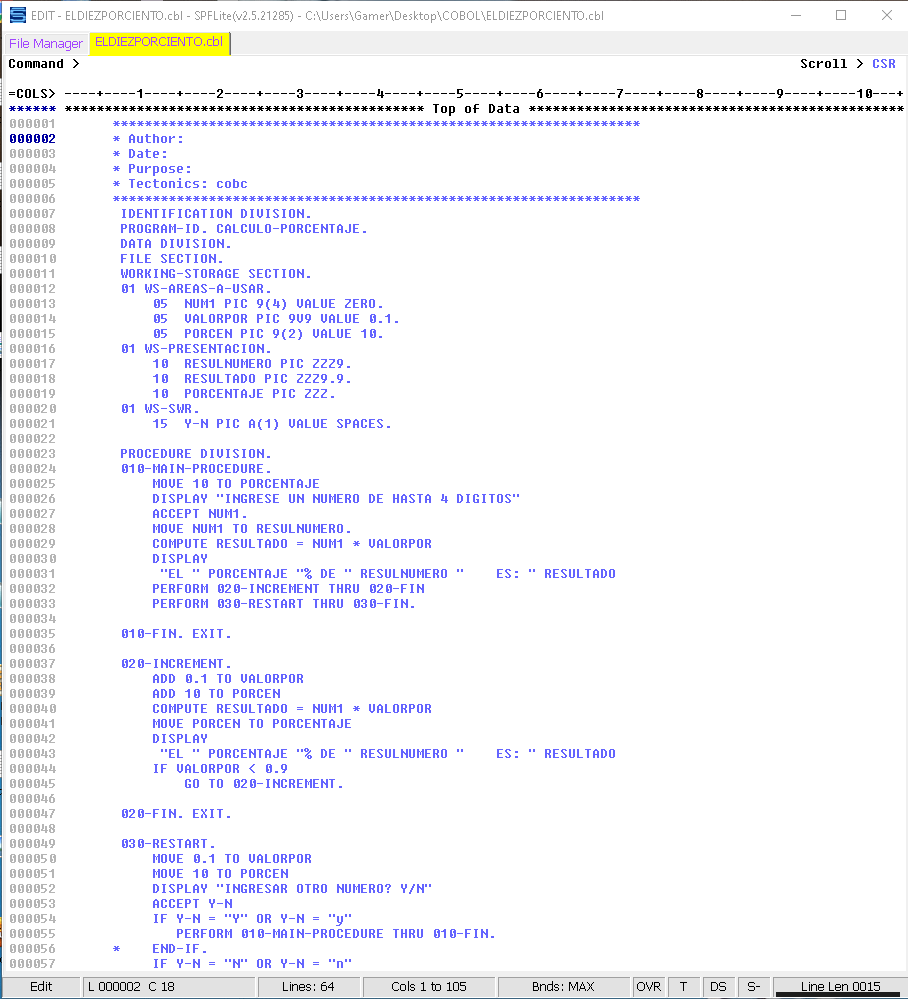 EDIT - ELDIEZPORCIENTO.cbl - SPFLite(v2.5.21285) - C:\Users\Gamer\Desktop\COBOL\ELDIEZPORCIENTO.cbl
File Manager ELDIEZPORCIENTO.cbl
Command > Scroll > CSR
=COLS> ----+----1----+----2----+----3----+----4----+----5----+----6----+----7----+----8----+----9----+----10---+
****** ********************************************* Top of Data ***********************************************
000001 ******************************************************************
000002 * Author:
000003 * Date:
000004 * Purpose:
000005 * Tectonics: cobc
000006 ******************************************************************
000007 IDENTIFICATION DIVISION.
000008 PROGRAM-ID. CALCULO-PORCENTAJE.
000009 DATA DIVISION.
000010 FILE SECTION.
000011 WORKING-STORAGE SECTION.
000012 01 WS-AREAS-A-USAR.
000013 05 NUM1 PIC 9(4) VALUE ZERO.
000014 05 VALORPOR PIC 9V9 VALUE 0.1.
000015 05 PORCEN PIC 9(2) VALUE 10.
000016 01 WS-PRESENTACION.
000017 10 RESULNUMERO PIC ZZZ9.
000018 10 RESULTADO PIC ZZZ9.9.
000019 10 PORCENTAJE PIC ZZZ.
000020 01 WS-SWR.
000021 15 Y-N PIC A(1) VALUE SPACES.
000022
000023 PROCEDURE DIVISION.
000024 010-MAIN-PROCEDURE.
000025 MOVE 10 TO PORCENTAJE
000026 DISPLAY "INGRESE UN NUMERO DE HASTA 4 DIGITOS"
000027 ACCEPT NUM1.
000028 MOVE NUM1 TO RESULNUMERO.
000029 COMPUTE RESULTADO = NUM1 * VALORPOR
000030 DISPLAY
000031 "EL " PORCENTAJE "% DE " RESULNUMERO "    ES: " RESULTADO
000032 PERFORM 020-INCREMENT THRU 020-FIN
000033 PERFORM 030-RESTART THRU 030-FIN.
000034
000035 010-FIN. EXIT.
000036
000037 020-INCREMENT.
000038 ADD 0.1 TO VALORPOR
000039 ADD 10 TO PORCEN
000040 COMPUTE RESULTADO = NUM1 * VALORPOR
000041 MOVE PORCEN TO PORCENTAJE
000042 DISPLAY
000043 "EL " PORCENTAJE "% DE " RESULNUMERO "    ES: " RESULTADO
000044 IF VALORPOR < 0.9
000045 GO TO 020-INCREMENT.
000046
000047 020-FIN. EXIT.
000048
000049 030-RESTART.
000050 MOVE 0.1 TO VALORPOR
000051 MOVE 10 TO PORCEN
000052 DISPLAY "INGRESAR OTRO NUMERO? Y/N"
000053 ACCEPT Y-N
000054 IF Y-N = "Y" OR Y-N = "y"
000055 PERFORM 010-MAIN-PROCEDURE THRU 010-FIN.
000056 * END-IF.
000057 IF Y-N = "N" OR Y-N = "n"
Edit L 000002 C 18 Lines: 64 Cols 1 to 105 Bnds: MAX OVR T DS S- Line Len 0015